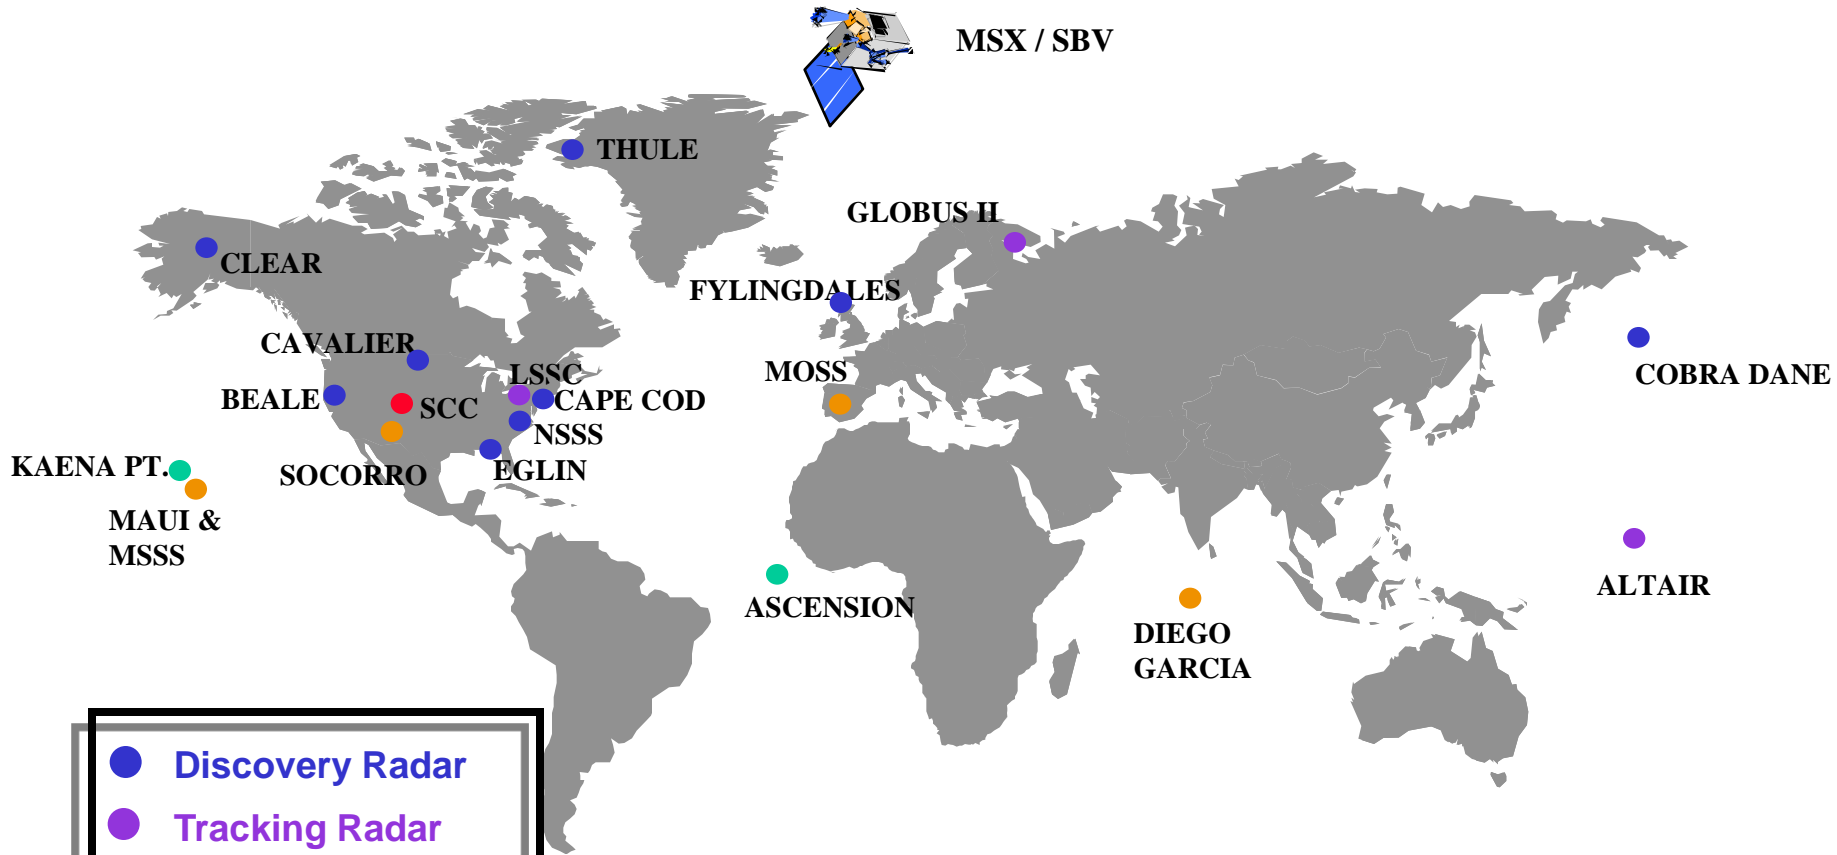 MSX / SBV
THULE
GLOBUS II
CLEAR
FYLINGDALES
CAVALIER
LSSC
MOSS
COBRA DANE
BEALE
SCC
CAPE COD
NSSS
KAENA PT.
SOCORRO
EGLIN
MAUI &
MSSS
ALTAIR
ASCENSION
DIEGO
GARCIA
Discovery Radar
Tracking Radar